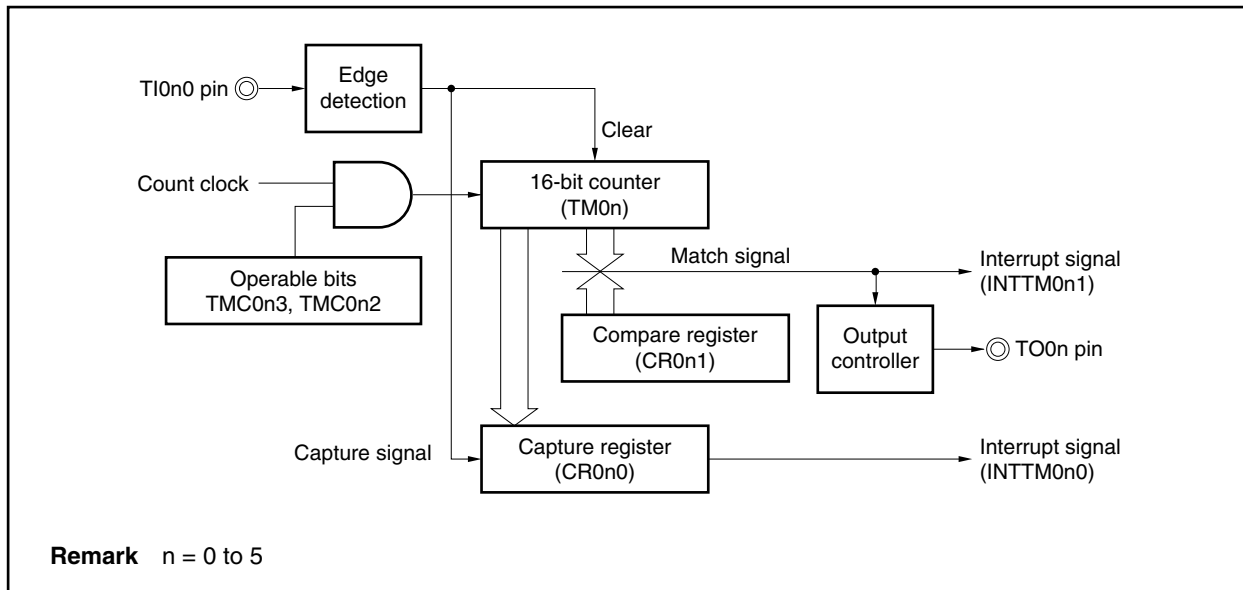 TI0n0 pin
Edge
detection
Clear
Count clock
16-bit counter
(TM0n)
Operable bits
TMC0n3, TMC0n2
Match signal
Interrupt signal
(INTTM0n1)
Compare register
(CR0n1)
Output
controller
TO0n pin
Capture signal
Capture register
(CR0n0)
Interrupt signal
(INTTM0n0)
Remark n = 0 to 5